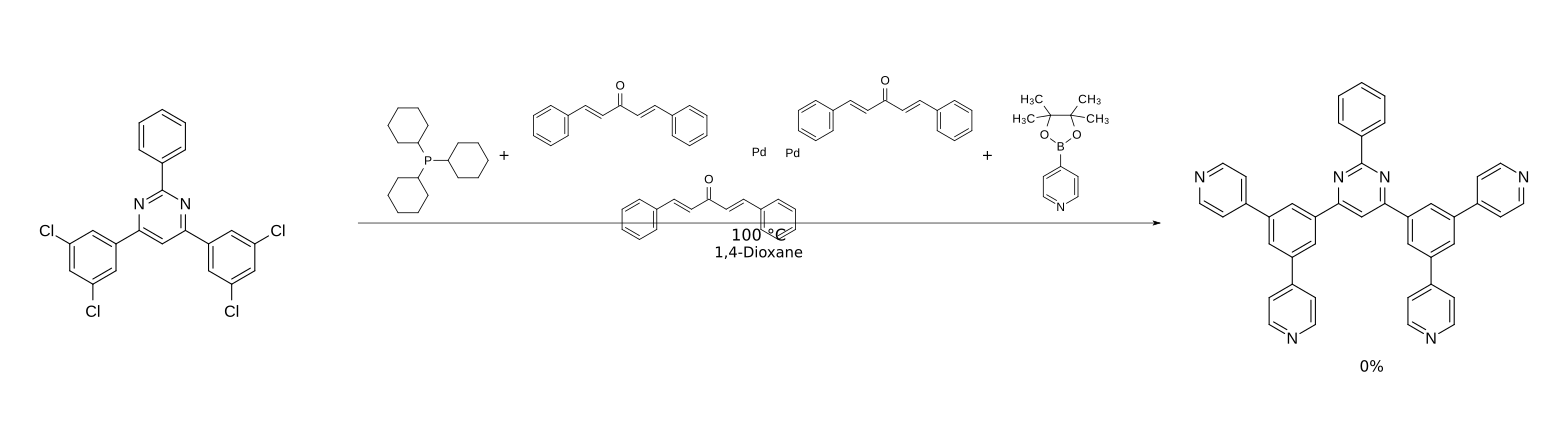 O
O
H₃C CH₃
H₃C CH₃
O O
B
N
Pd Pd
P + +
O
100 °C
1,4-Dioxane
N N
Cl Cl
Cl Cl
N N N N
N N
0%